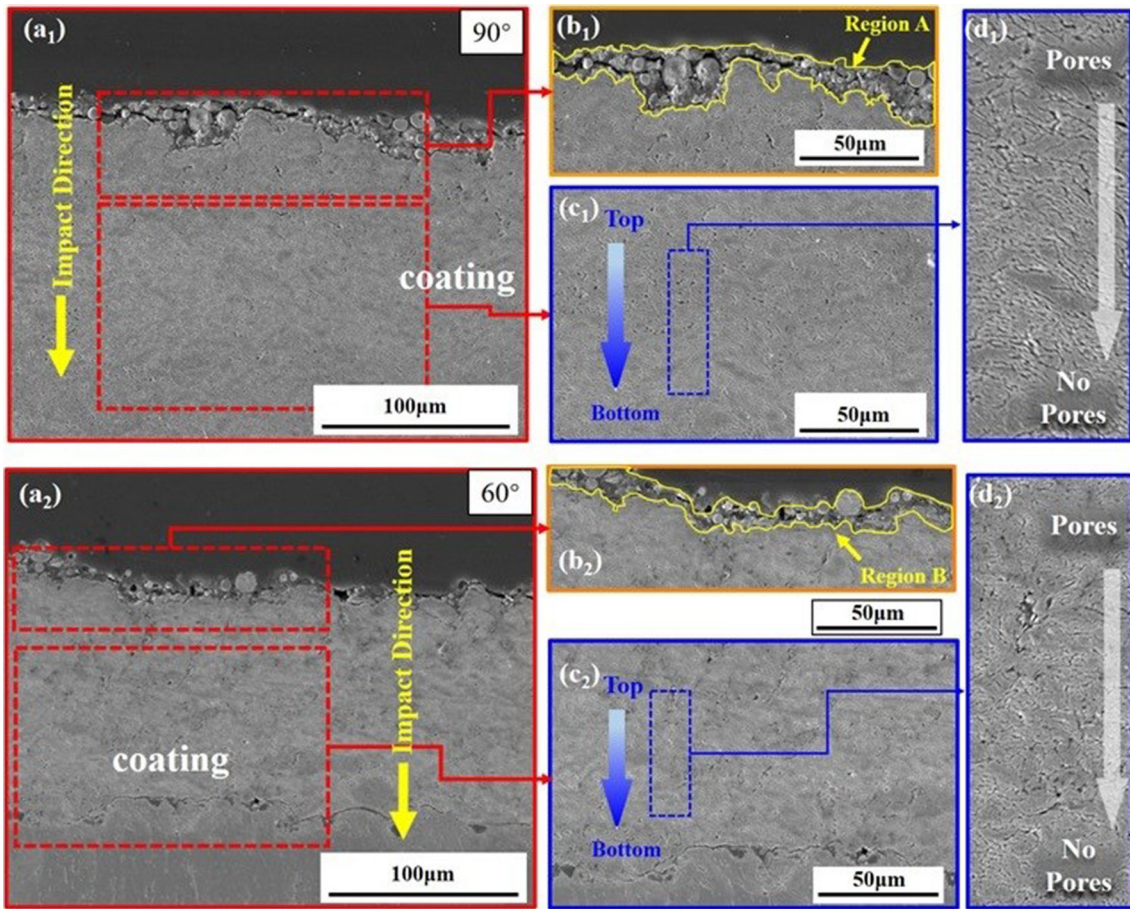 (a₁)
90°
Impact Direction
coating
100μm
(b₁)
Region A
50μm
(c₁)
Top
Bottom
50μm
(d₁)
Pores
No
Pores
(a₂)
60°
Impact Direction
coating
100μm
(b₂)
Region B
50μm
(c₂)
Top
Bottom
50μm
(d₂)
Pores
No
Pores